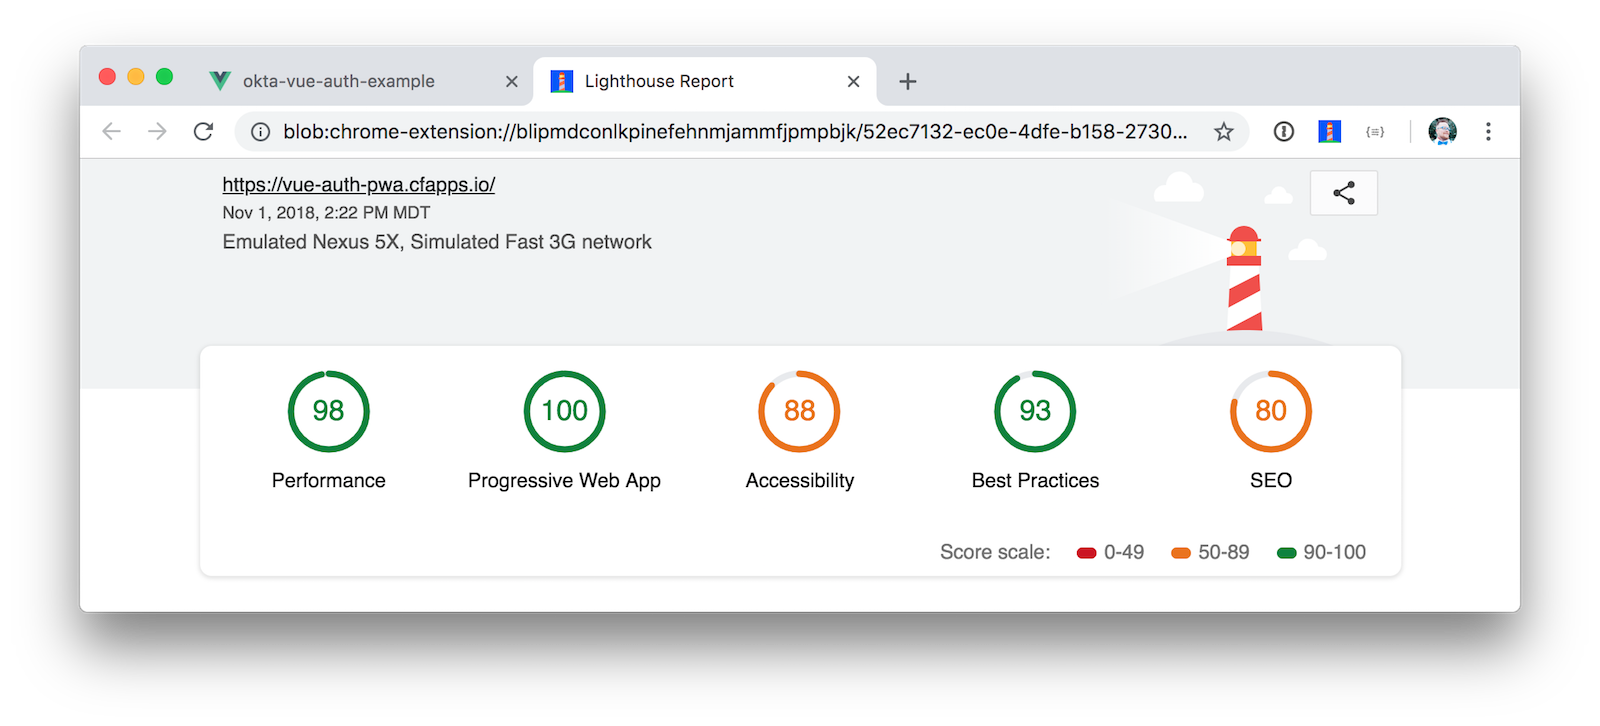 okta-vue-auth-example
Lighthouse Report
blob:chrome-extension://blipmdconlkpinefehnmjammfjpmpbjk/52ec7132-ec0e-4dfe-b158-2730...
https://vue-auth-pwa.cfapps.io/
Nov 1, 2018, 2:22 PM MDT
Emulated Nexus 5X, Simulated Fast 3G network
98 100 88 93 80
Performance Progressive Web App Accessibility Best Practices SEO
Score scale: 0-49 50-89 90-100